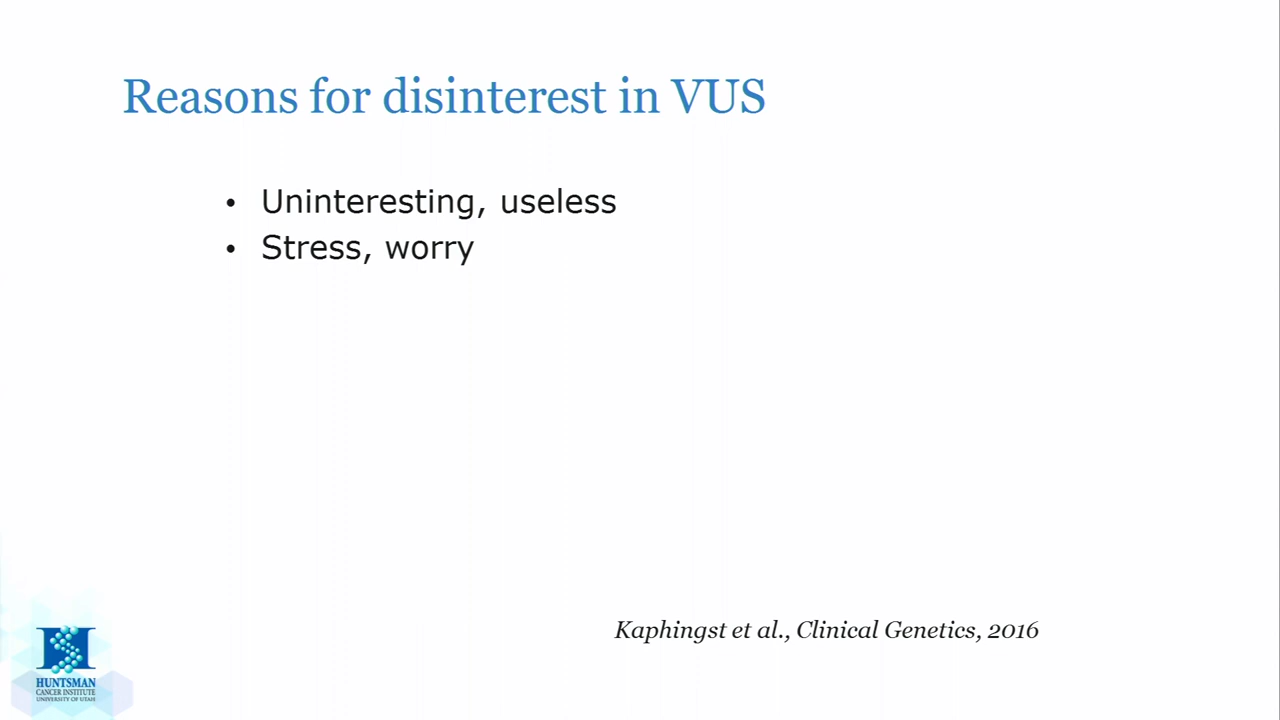 Reasons for disinterest in VUS
• Uninteresting, useless
• Stress, worry
Kaphingst et al., Clinical Genetics, 2016
HUNTSMAN
CANCER INSTITUTE
UNIVERSITY OF UTAH